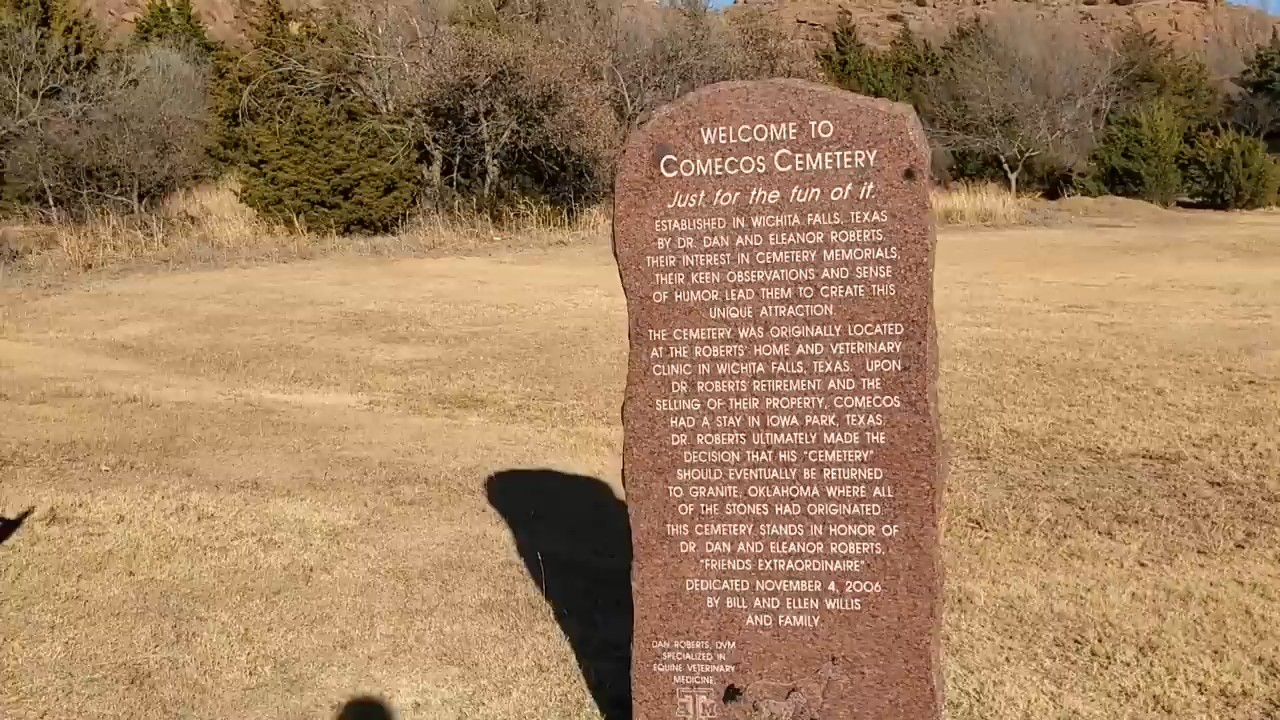 WELCOME TO
COMECOS CEMETERY
Just for the fun of it.
ESTABLISHED IN WICHITA FALLS, TEXAS
BY DR. DAN AND ELEANOR ROBERTS.
THEIR INTEREST IN CEMETERY MEMORIALS,
THEIR KEEN OBSERVATIONS AND SENSE
OF HUMOR LEAD THEM TO CREATE THIS
UNIQUE ATTRACTION.
THE CEMETERY WAS ORIGINALLY LOCATED
AT THE ROBERTS' HOME AND VETERINARY
CLINIC IN WICHITA FALLS, TEXAS. UPON
DR. ROBERTS RETIREMENT AND THE
SELLING OF THEIR PROPERTY, COMECOS
HAD A STAY IN IOWA PARK, TEXAS.
DR. ROBERTS ULTIMATELY MADE THE
DECISION THAT HIS "CEMETERY"
SHOULD EVENTUALLY BE RETURNED
TO GRANITE, OKLAHOMA WHERE ALL
OF THE STONES HAD ORIGINATED.
THIS CEMETERY STANDS IN HONOR OF
DR. DAN AND ELEANOR ROBERTS,
"FRIENDS EXTRAORDINAIRE"
DEDICATED NOVEMBER 4, 2006
BY BILL AND ELLEN WILLIS
AND FAMILY.
DAN ROBERTS, DVM
SPECIALIZED IN
EQUINE VETERINARY
MEDICINE.